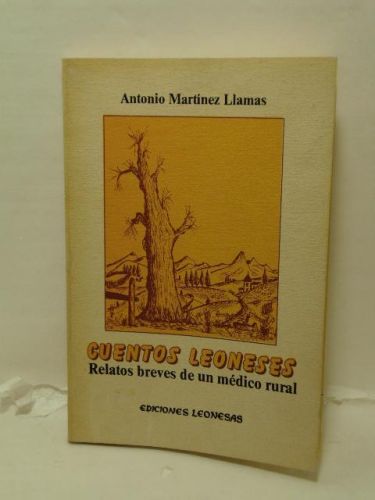 Antonio Martínez Llamas
CUENTOS LEONESES
Relatos breves de un médico rural
EDICIONES LEONESAS